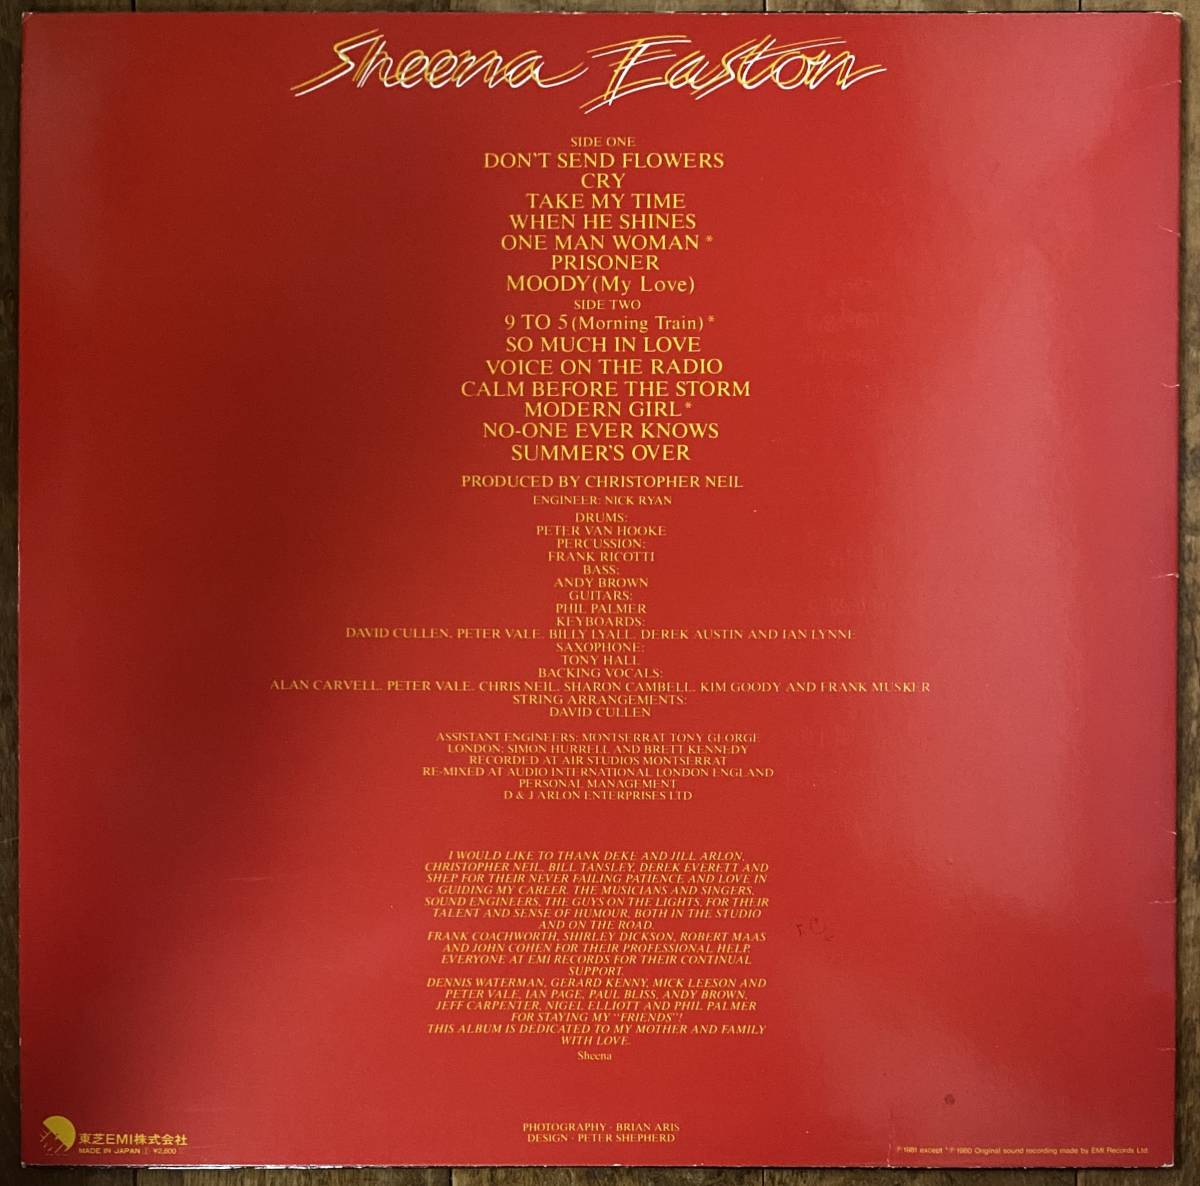 Sheena Easton
SIDE ONE
DON'T SEND FLOWERS
CRY
TAKE MY TIME
WHEN HE SHINES
ONE MAN WOMAN *
PRISONER
MOODY (My Love)
SIDE TWO
9 TO 5 (Morning Train) *
SO MUCH IN LOVE
VOICE ON THE RADIO
CALM BEFORE THE STORM
MODERN GIRL *
NO-ONE EVER KNOWS
SUMMER'S OVER
PRODUCED BY CHRISTOPHER NEIL
ENGINEER: NICK RYAN
DRUMS:
PETER VAN HOOKE
PERCUSSION:
FRANK RICOTTI
BASS:
ANDY BROWN
GUITARS:
PHIL PALMER
KEYBOARDS:
DAVID CULLEN, PETER VALE, BILLY LYALL, DEREK AUSTIN AND IAN LYNNE
SAXOPHONE:
TONY HALL
BACKING VOCALS:
ALAN CARVELL, PETER VALE, CHRIS NEIL, SHARON CAMBELL, KIM GOODY AND FRANK MUSKER
STRING ARRANGEMENTS:
DAVID CULLEN
ASSISTANT ENGINEERS: MONTSERRAT TONY GEORGE
LONDON: SIMON HURRELL AND BRETT KENNEDY
RECORDED AT AIR STUDIOS MONTSERRAT
RE-MIXED AT AUDIO INTERNATIONAL LONDON ENGLAND
PERSONAL MANAGEMENT
D & J ARLON ENTERPRISES LTD
I WOULD LIKE TO THANK DEKE AND JILL ARLON,
CHRISTOPHER NEIL, BILL TANSLEY, DEREK EVERETT AND
SHEP FOR THEIR NEVER FAILING PATIENCE AND LOVE IN
GUIDING MY CAREER. THE MUSICIANS AND SINGERS,
SOUND ENGINEERS, THE GUYS ON THE LIGHTS, FOR THEIR
TALENT AND SENSE OF HUMOUR, BOTH IN THE STUDIO
AND ON THE ROAD.
FRANK COACHWORTH, SHIRLEY DICKSON, ROBERT MAAS
AND JOHN COHEN FOR THEIR PROFESSIONAL HELP.
EVERYONE AT EMI RECORDS FOR THEIR CONTINUAL
SUPPORT.
DENNIS WATERMAN, GERARD KENNY, MICK LEESON AND
PETER VALE, IAN PAGE, PAUL BLISS, ANDY BROWN,
JEFF CARPENTER, NIGEL ELLIOTT AND PHIL PALMER
FOR STAYING MY "FRIENDS"!
THIS ALBUM IS DEDICATED TO MY MOTHER AND FAMILY
WITH LOVE.
Sheena
PHOTOGRAPHY · BRIAN ARIS
DESIGN · PETER SHEPHERD
東芝EMI株式会社
MADE IN JAPAN Ⓘ ¥2,800
℗ 1981 except * ℗ 1980 Original sound recording made by EMI Records Ltd.